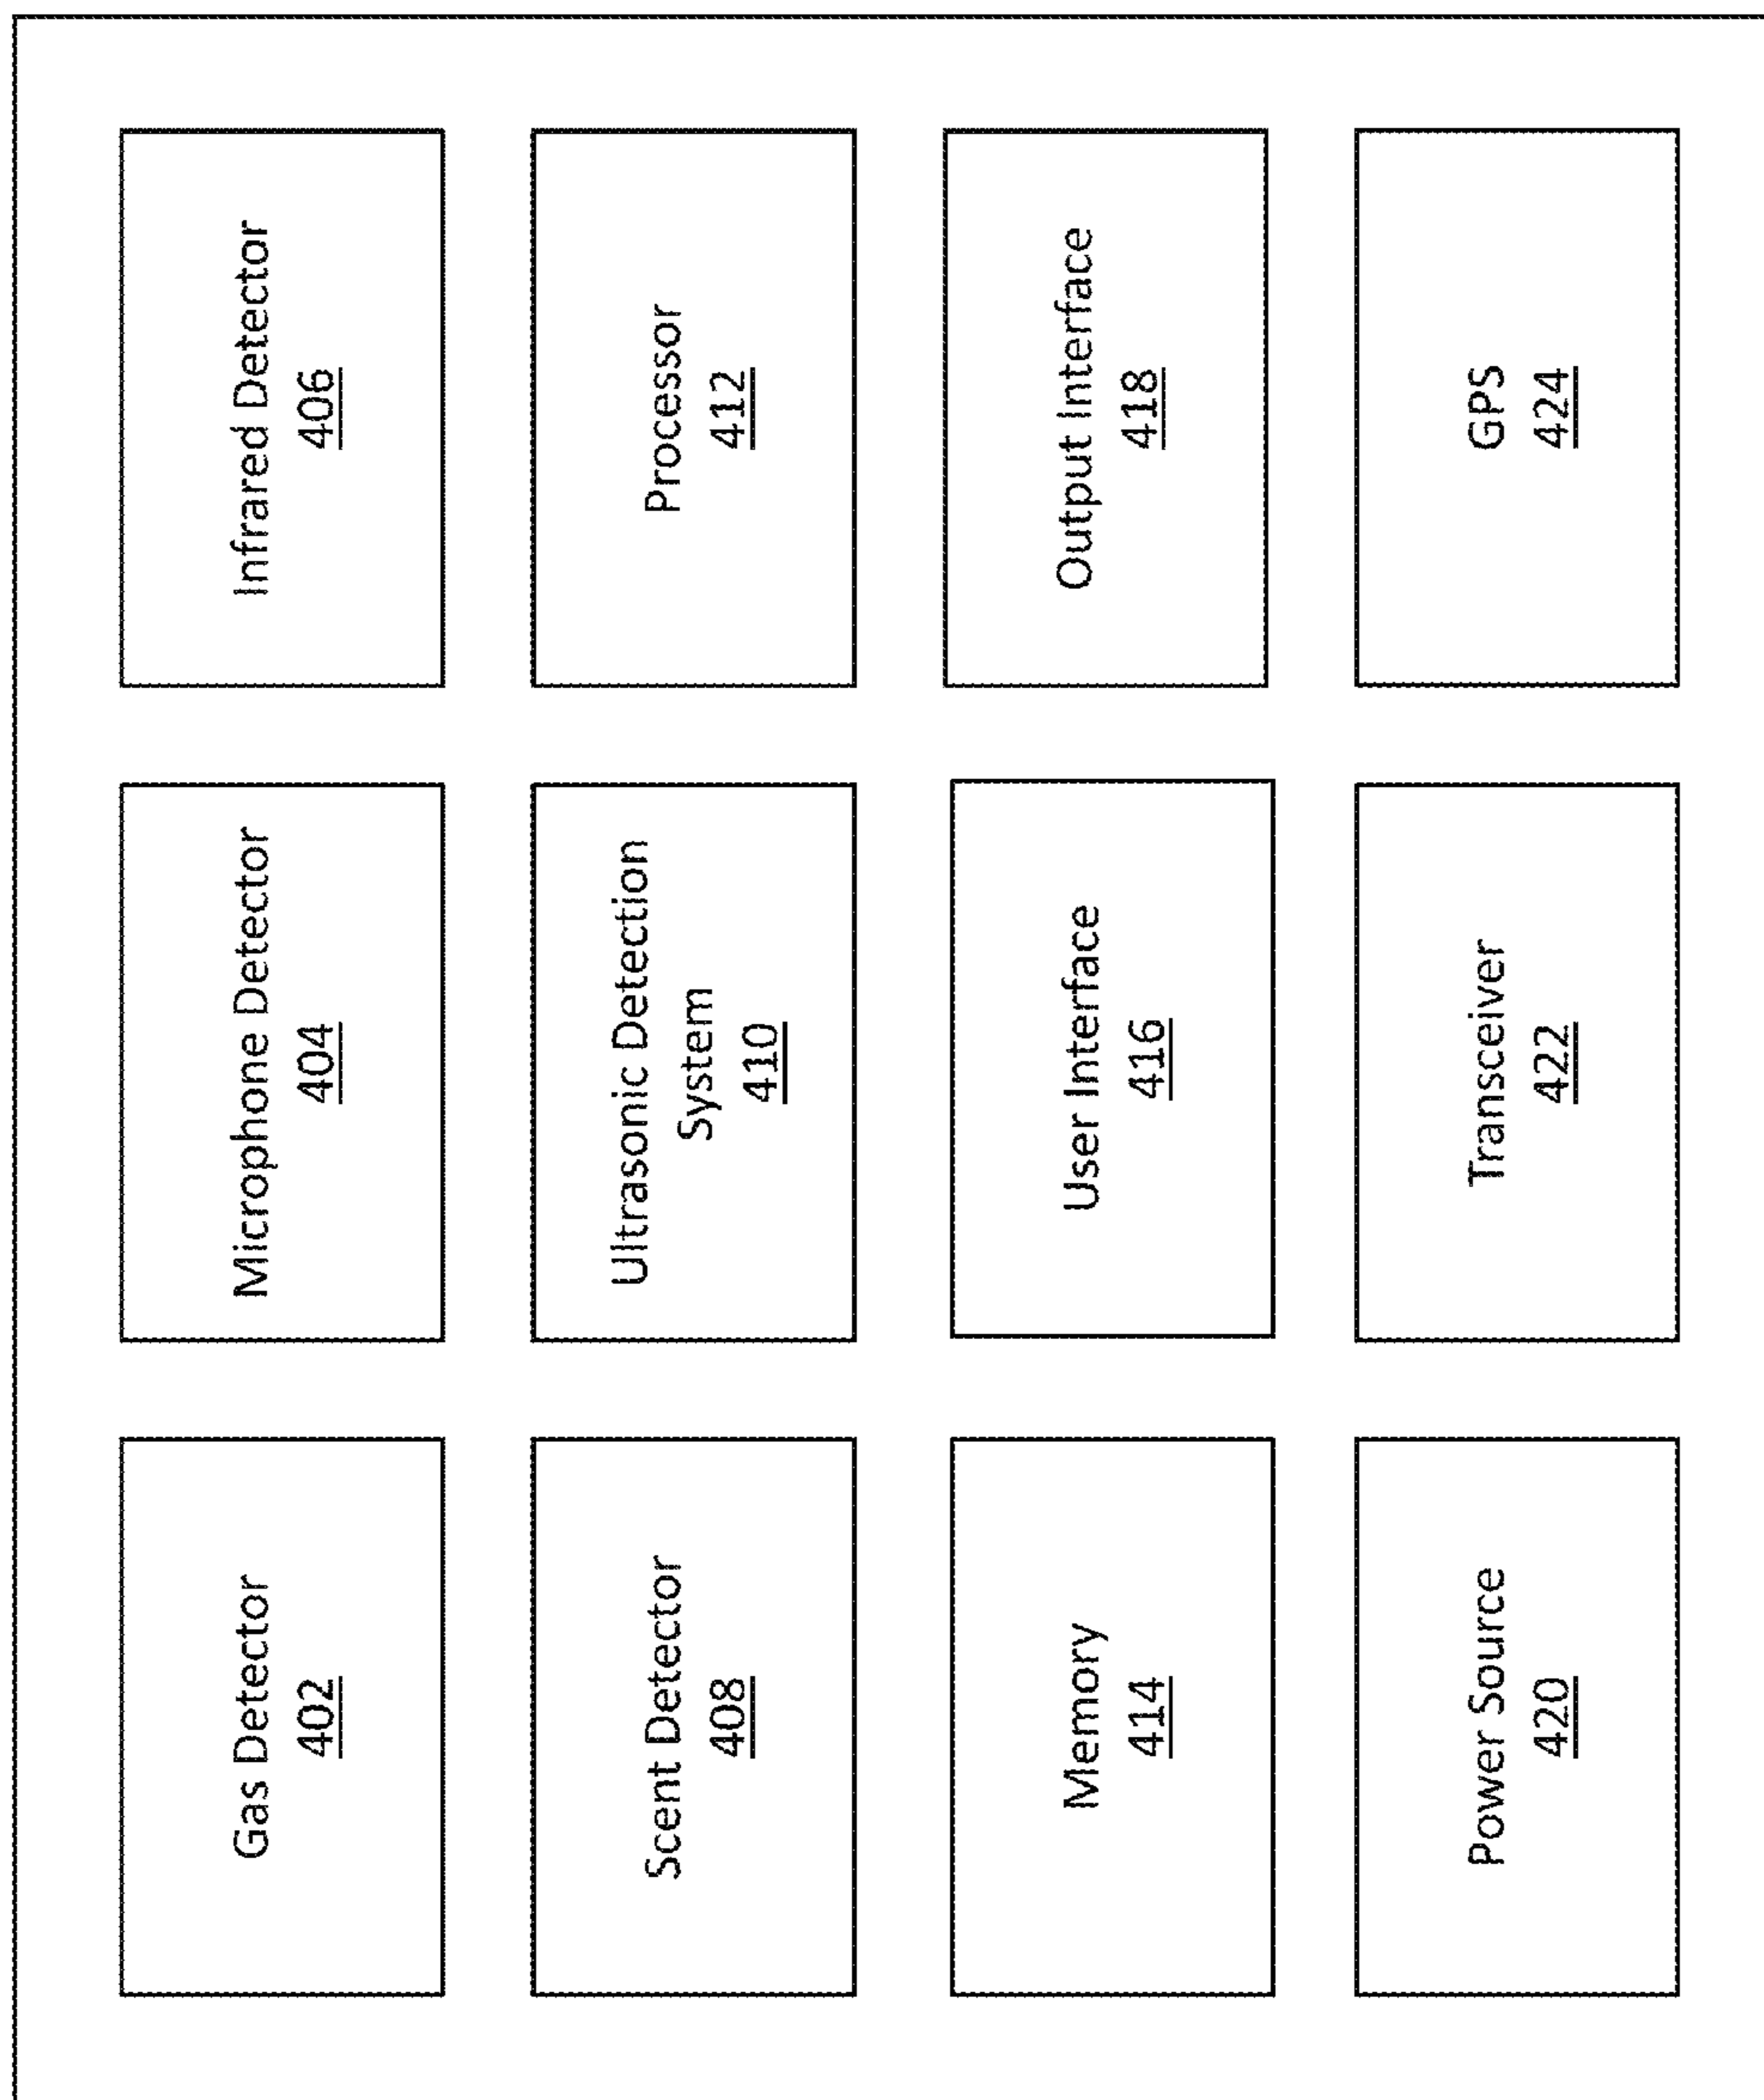 Gas Detector
402
Microphone Detector
404
Infrared Detector
406
Scent Detector
408
Ultrasonic Detection
System
410
Processor
412
Memory
414
User Interface
416
Output Interface
418
Power Source
420
Transceiver
422
GPS
424